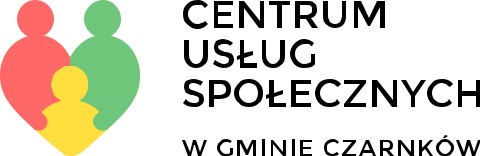 CENTRUM
USŁUG
SPOŁECZNYCH
W GMINIE CZARNKÓW